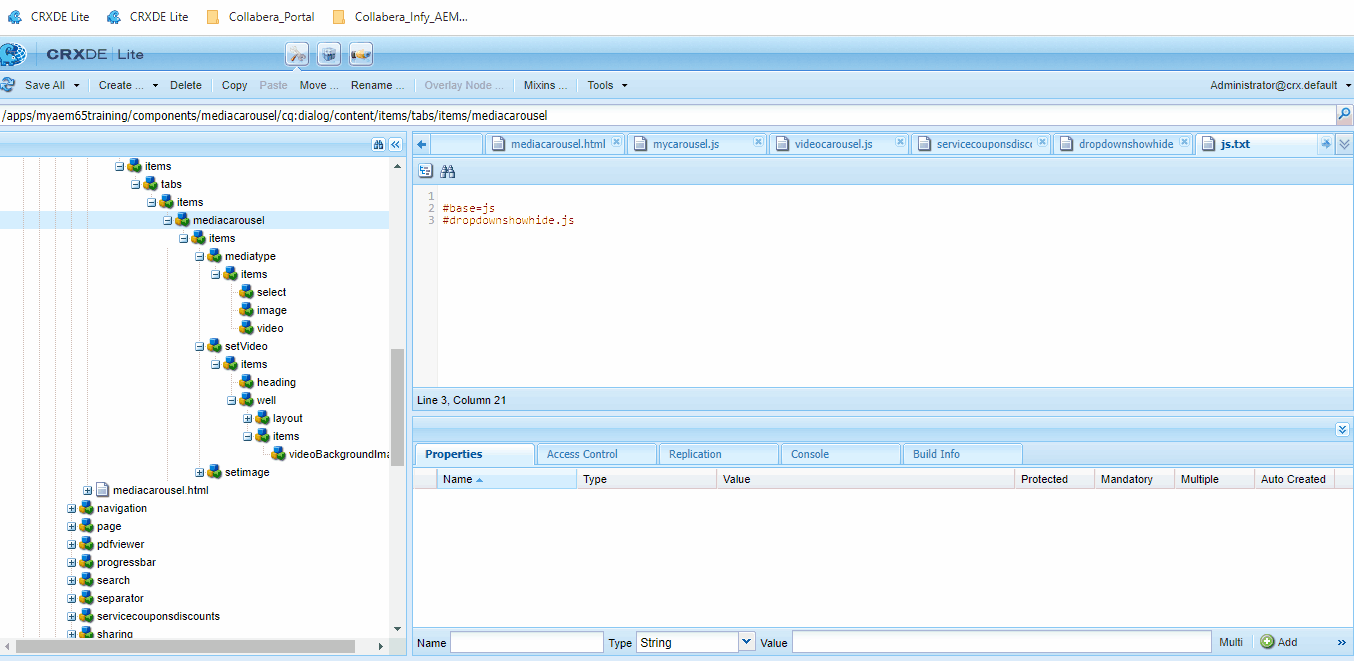 CRXDE Lite CRXDE Lite Collabera_Portal Collabera_Infy_AEM...
CRXDE | Lite
Save All Create ... Delete Copy Paste Move ... Rename ... Overlay Node ... Mixins ... Tools Administrator@crx.default
/apps/myaem65training/components/mediacarousel/cq:dialog/content/items/tabs/items/mediacarousel
mediacarousel.html mycarousel.js videocarousel.js servicecouponsdisco dropdownshowhide js.txt
items
tabs
items
mediacarousel
items
mediatype
items
select
image
video
setVideo
items
heading
well
layout
items
videoBackgroundIma
setimage
mediacarousel.html
navigation
page
pdfviewer
progressbar
search
separator
servicecouponsdiscounts
sharing
1
2 #base=js
3 #dropdownshowhide.js
Line 3, Column 21
Properties Access Control Replication Console Build Info
Name Type Value Protected Mandatory Multiple Auto Created
Name Type String Value Multi Add »